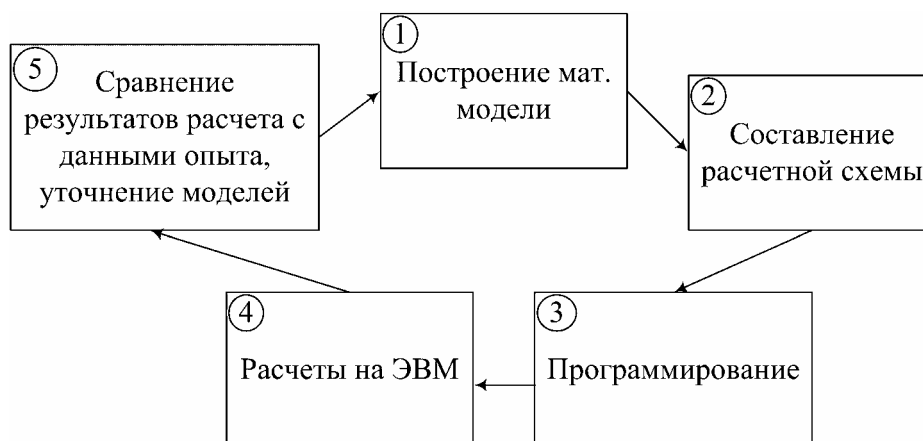 1
Построение мат.
модели
2
Составление
расчетной схемы
3
Программирование
4
Расчеты на ЭВМ
5
Сравнение
результатов расчета с
данными опыта,
уточнение моделей